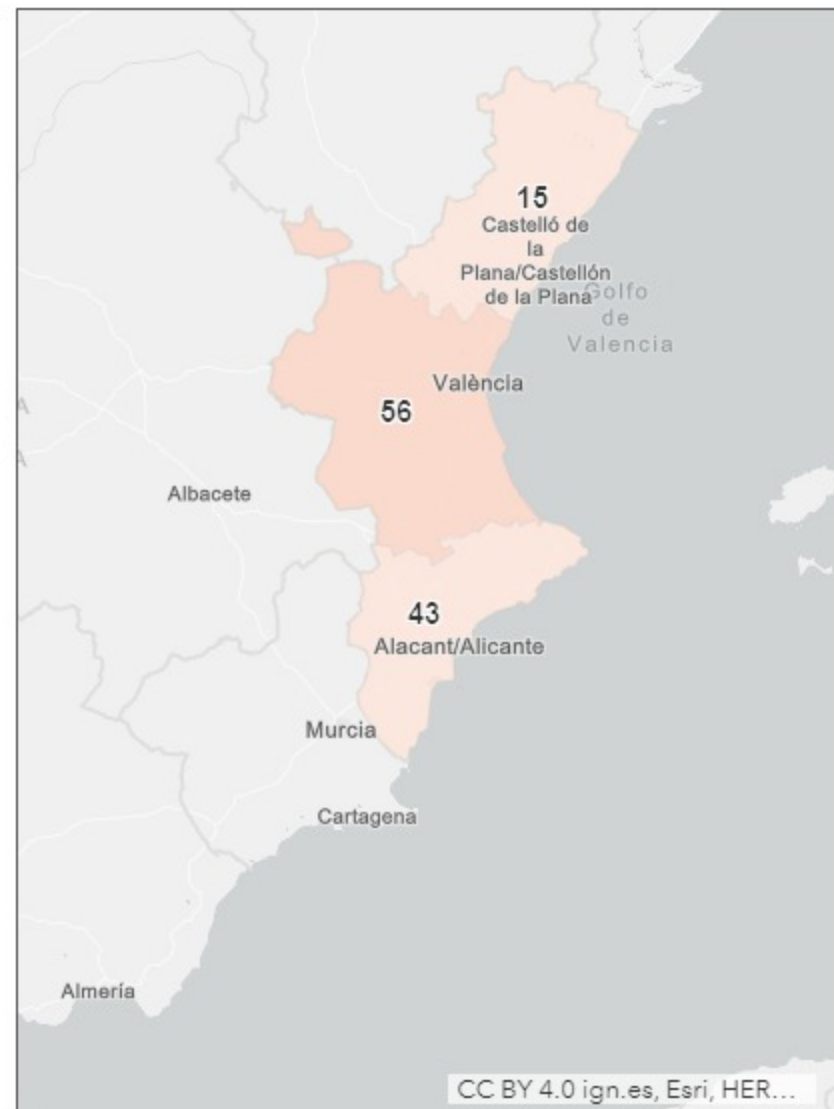 15
Castelló de
la
Plana/Castellón
de la Plana
Golfo
de
Valencia
València
A
56
A
Albacete
43
Alacant/Alicante
Murcia
Cartagena
Almería
CC BY 4.0 ign.es, Esri, HER...